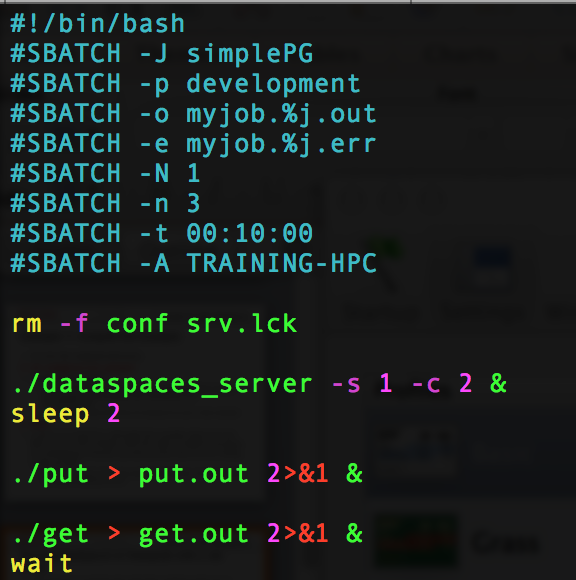 #!/bin/bash
#SBATCH -J simplePG
#SBATCH -p development
#SBATCH -o myjob.%j.out
#SBATCH -e myjob.%j.err
#SBATCH -N 1
#SBATCH -n 3
#SBATCH -t 00:10:00
#SBATCH -A TRAINING-HPC
rm -f conf srv.lck
./dataspaces_server -s 1 -c 2 &
sleep 2
./put > put.out 2>&1 &
./get > get.out 2>&1 &
wait